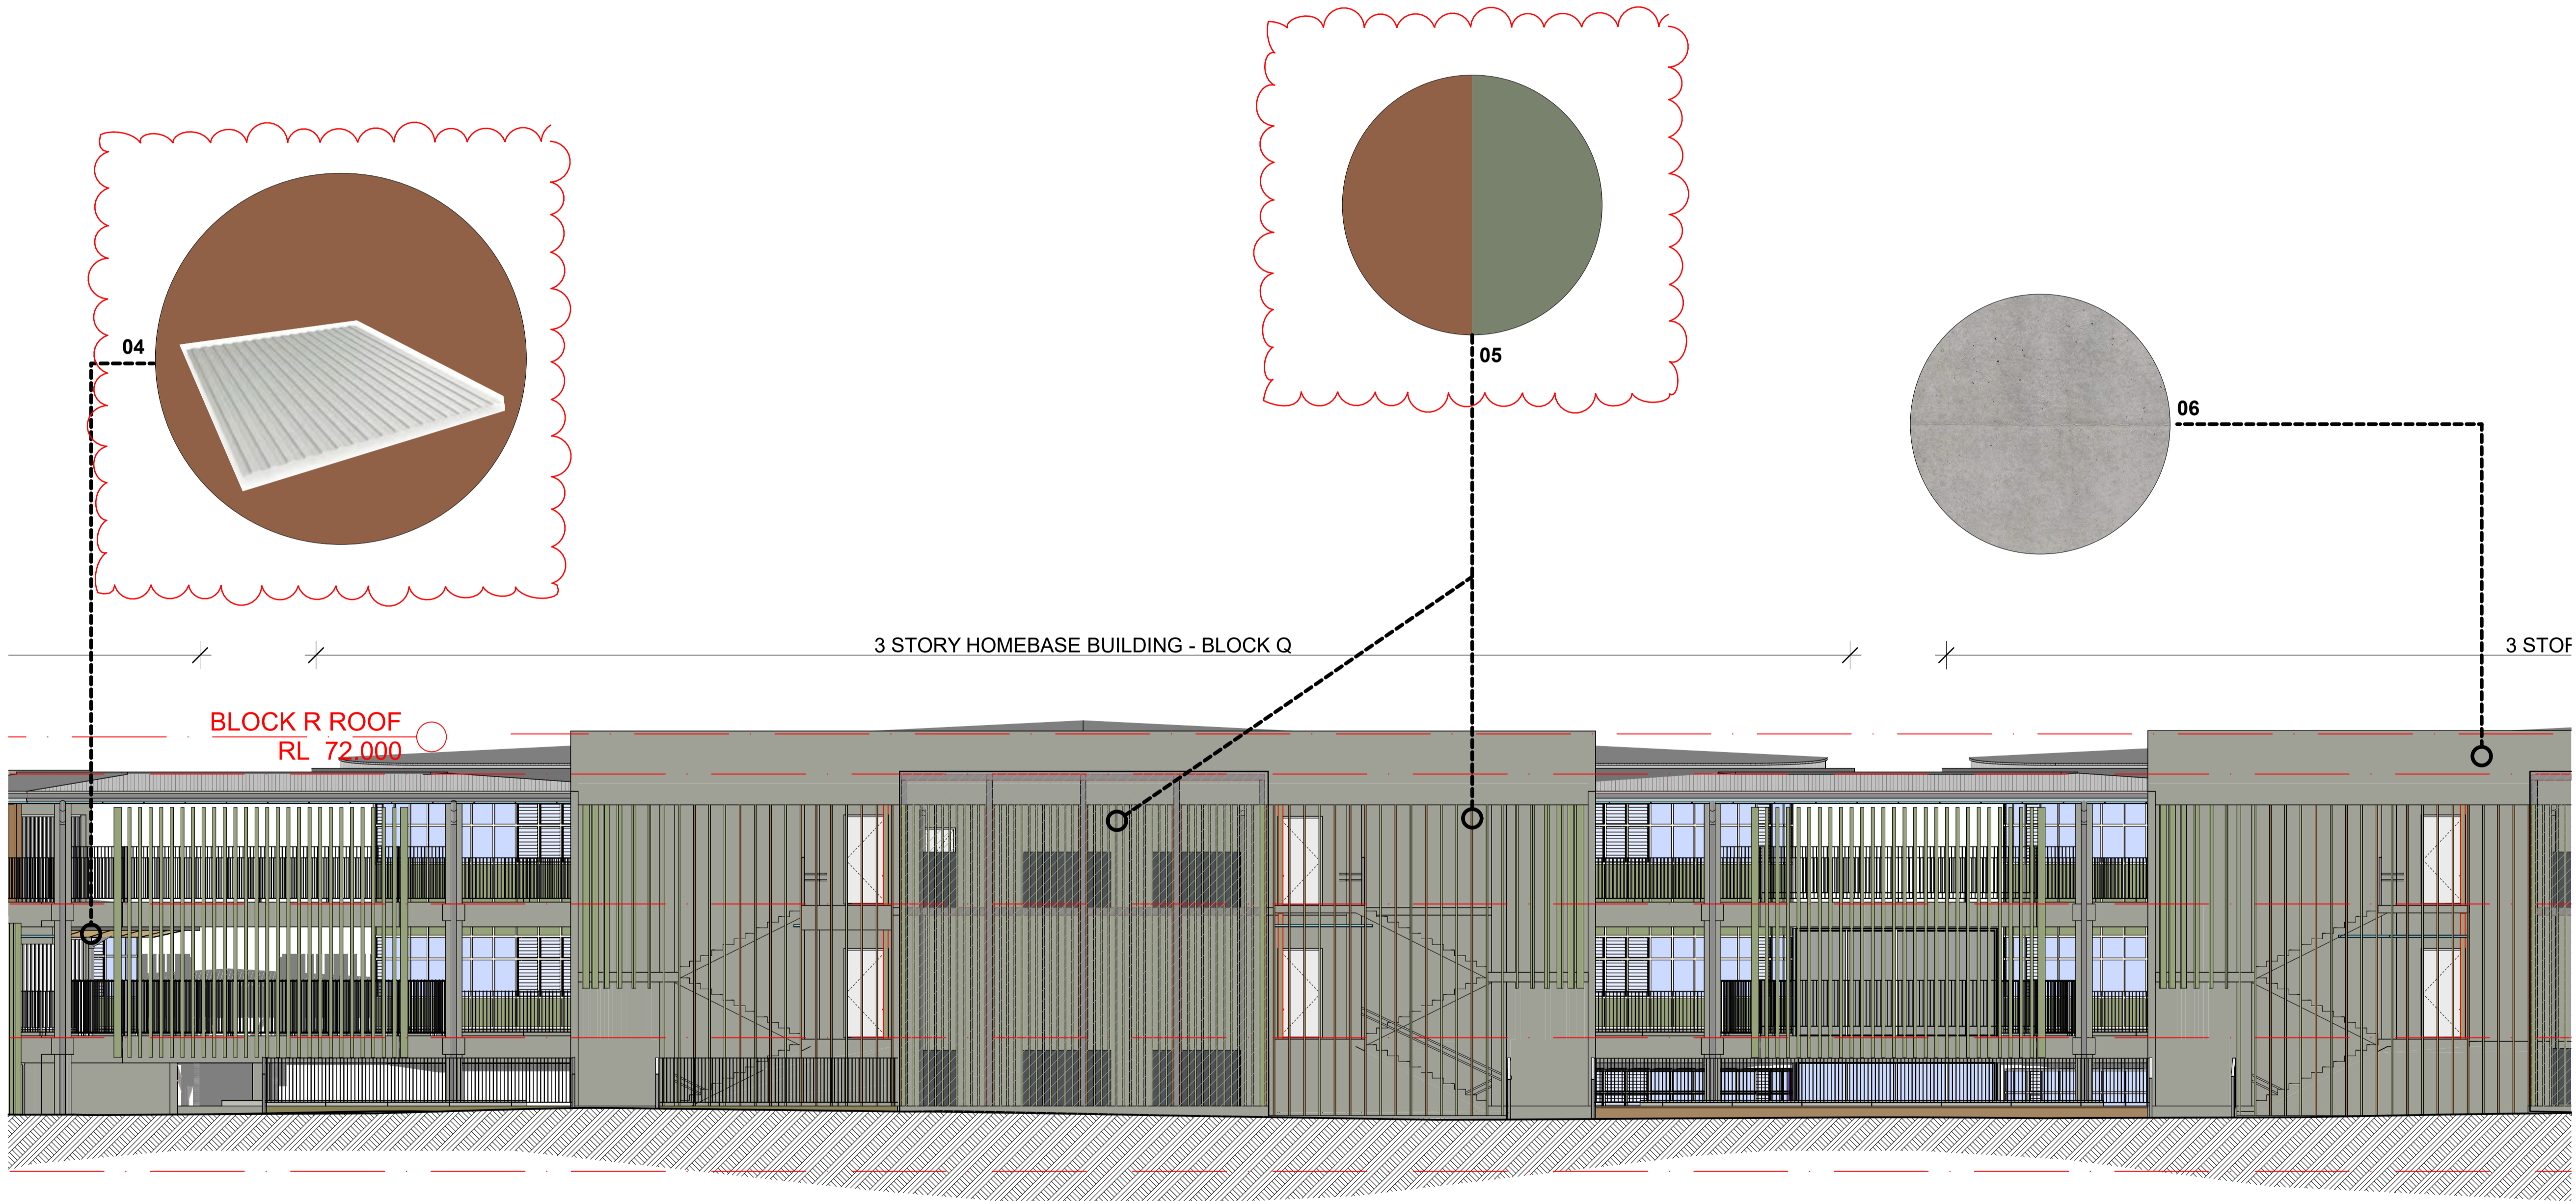 04
05
06
3 STORY HOMEBASE BUILDING - BLOCK Q
BLOCK R ROOF
RL 72.000